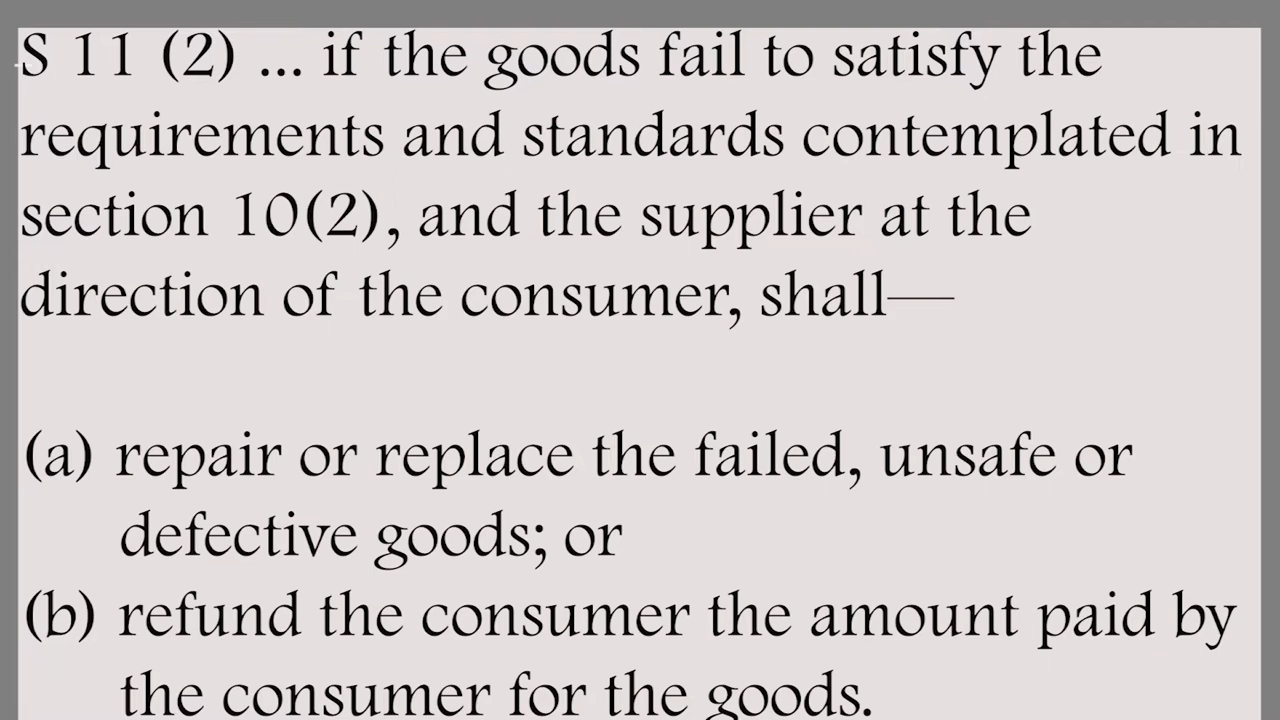 S 11 (2) ... if the goods fail to satisfy the
requirements and standards contemplated in
section 10(2), and the supplier at the
direction of the consumer, shall—
(a) repair or replace the failed, unsafe or
defective goods; or
(b) refund the consumer the amount paid by
the consumer for the goods.